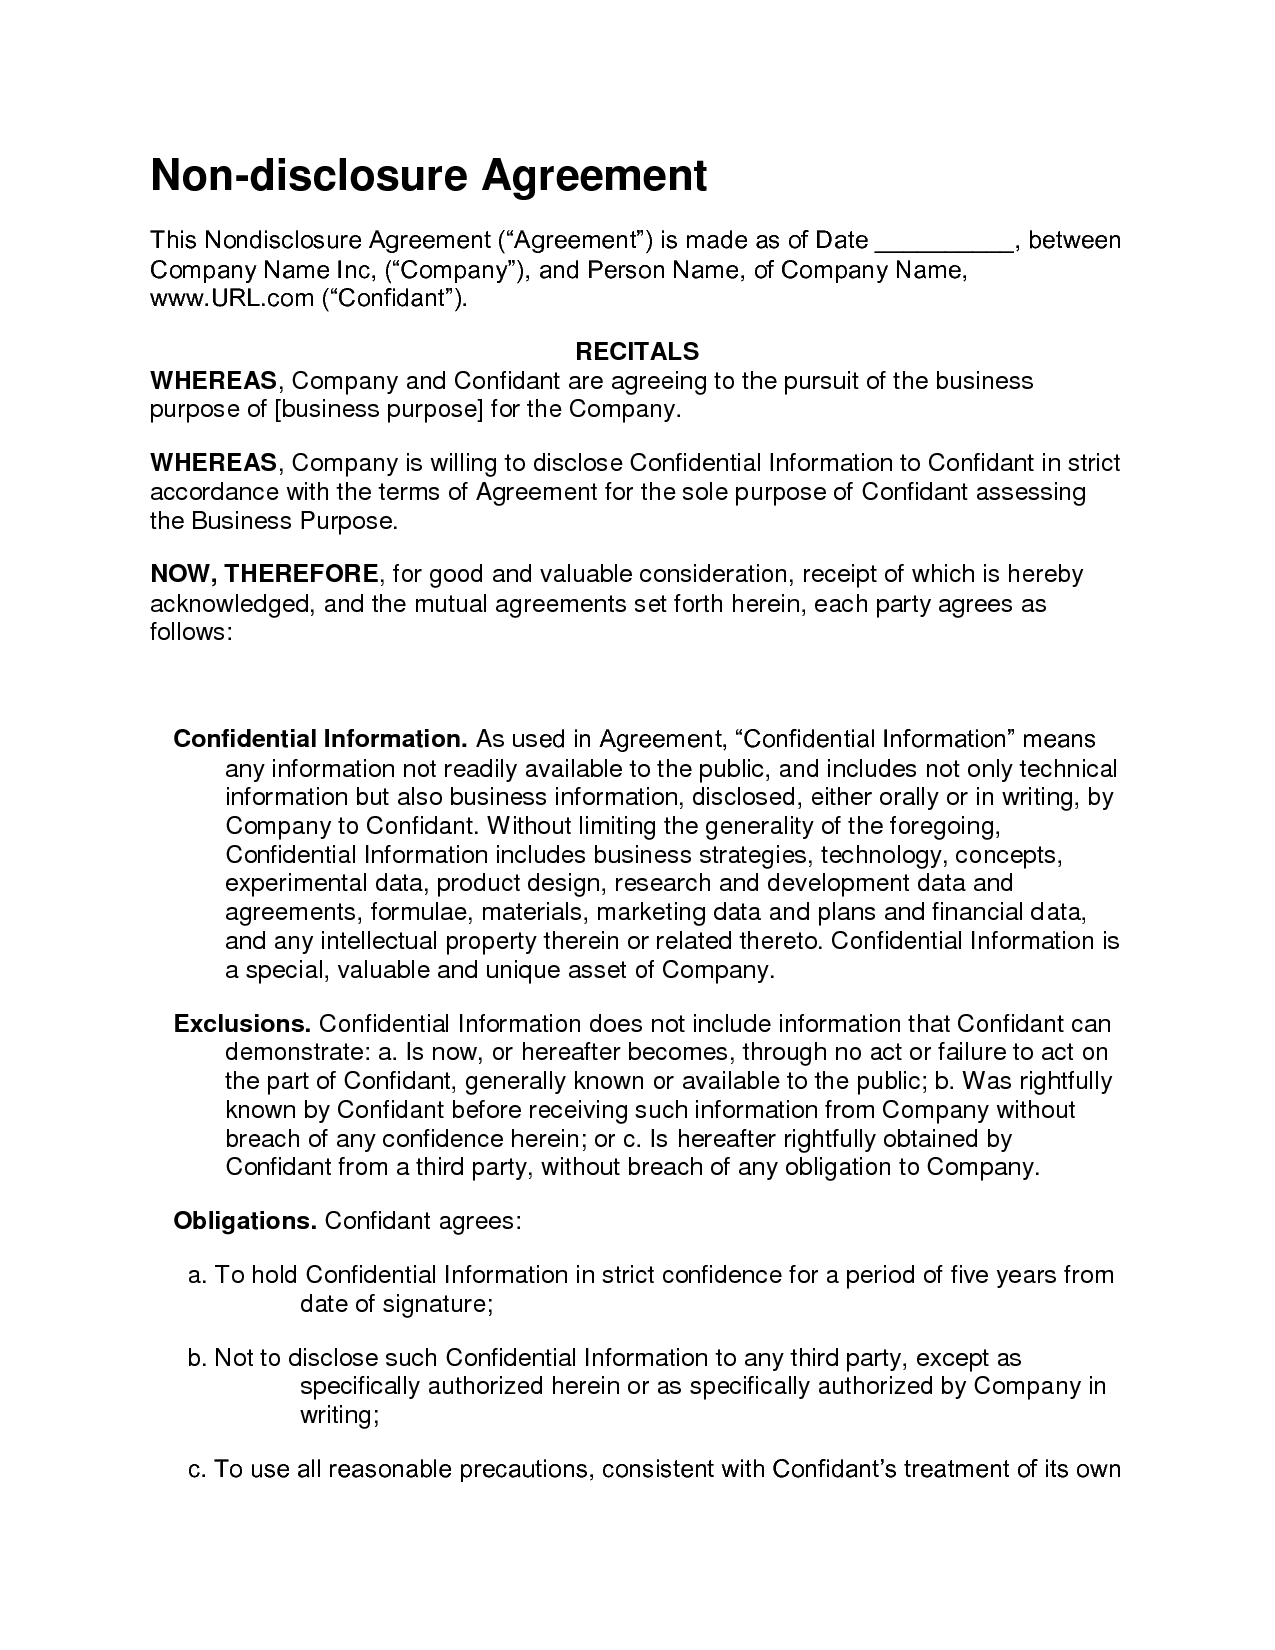 Non-disclosure Agreement
This Nondisclosure Agreement (“Agreement”) is made as of Date __________, between
Company Name Inc, (“Company”), and Person Name, of Company Name,
www.URL.com (“Confidant”).
RECITALS
WHEREAS, Company and Confidant are agreeing to the pursuit of the business
purpose of [business purpose] for the Company.
WHEREAS, Company is willing to disclose Confidential Information to Confidant in strict
accordance with the terms of Agreement for the sole purpose of Confidant assessing
the Business Purpose.
NOW, THEREFORE, for good and valuable consideration, receipt of which is hereby
acknowledged, and the mutual agreements set forth herein, each party agrees as
follows:
Confidential Information. As used in Agreement, “Confidential Information” means
any information not readily available to the public, and includes not only technical
information but also business information, disclosed, either orally or in writing, by
Company to Confidant. Without limiting the generality of the foregoing,
Confidential Information includes business strategies, technology, concepts,
experimental data, product design, research and development data and
agreements, formulae, materials, marketing data and plans and financial data,
and any intellectual property therein or related thereto. Confidential Information is
a special, valuable and unique asset of Company.
Exclusions. Confidential Information does not include information that Confidant can
demonstrate: a. Is now, or hereafter becomes, through no act or failure to act on
the part of Confidant, generally known or available to the public; b. Was rightfully
known by Confidant before receiving such information from Company without
breach of any confidence herein; or c. Is hereafter rightfully obtained by
Confidant from a third party, without breach of any obligation to Company.
Obligations. Confidant agrees:
a. To hold Confidential Information in strict confidence for a period of five years from
date of signature;
b. Not to disclose such Confidential Information to any third party, except as
specifically authorized herein or as specifically authorized by Company in
writing;
c. To use all reasonable precautions, consistent with Confidant’s treatment of its own